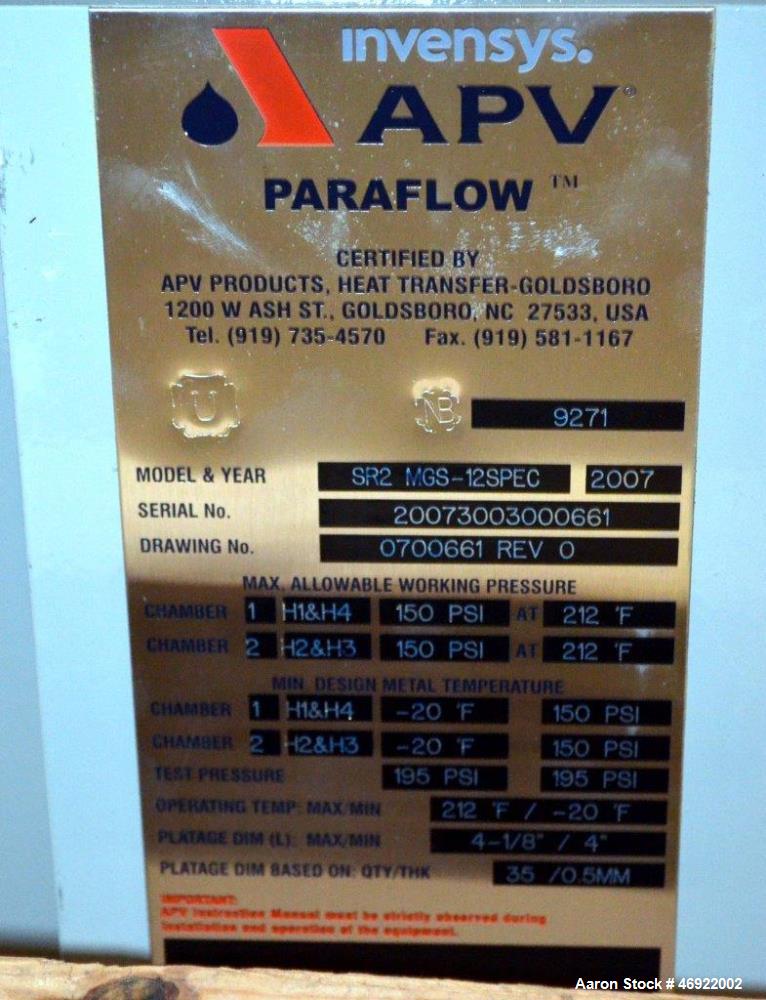 invensys.
APV®
PARAFLOW ™
CERTIFIED BY
APV PRODUCTS, HEAT TRANSFER-GOLDSBORO
1200 W ASH ST., GOLDSBORO, NC 27533, USA
Tel. (919) 735-4570 Fax. (919) 581-1167
U NB 9271
MODEL & YEAR SR2 MGS-12SPEC 2007
SERIAL No. 20073003000661
DRAWING No. 0700661 REV 0
MAX. ALLOWABLE WORKING PRESSURE
CHAMBER 1 H1&H4 150 PSI AT 212 °F
CHAMBER 2 H2&H3 150 PSI AT 212 °F
MIN. DESIGN METAL TEMPERATURE
CHAMBER 1 H1&H4 -20 °F 150 PSI
CHAMBER 2 H2&H3 -20 °F 150 PSI
TEST PRESSURE 195 PSI 195 PSI
OPERATING TEMP: MAX/MIN 212 °F / -20 °F
PLATAGE DIM (L): MAX/MIN 4-1/8" / 4"
PLATAGE DIM BASED ON: QTY/THK 35 /0.5MM
IMPORTANT:
APV Instruction Manual must be strictly observed during
installation and operation of the equipment.
Aaron Stock # 46922002